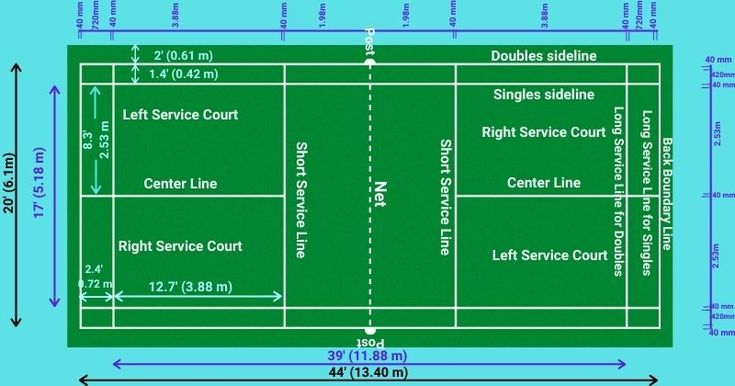 40 mm
720mm
40 mm
3.88m
40 mm
1.98m
1.98m
40 mm
3.88m
40 mm
720mm
40 mm
Post
2' (0.61 m)
Doubles sideline
40 mm
1.4' (0.42 m)
420mm
40 mm
Singles sideline
Left Service Court
Right Service Court
8.3'
2.53 m
2.53m
20' (6.1m)
17' (5.18 m)
Center Line
Short Service Line
Net
Short Service Line
Center Line
Long Service Line for Doubles
Long Service Line for Singles
Back Boundary Line
40 mm
Right Service Court
Left Service Court
2.53m
2.4'
0.72 m
12.7' (3.88 m)
40 mm
420mm
40 mm
Post
39' (11.88 m)
44' (13.40 m)